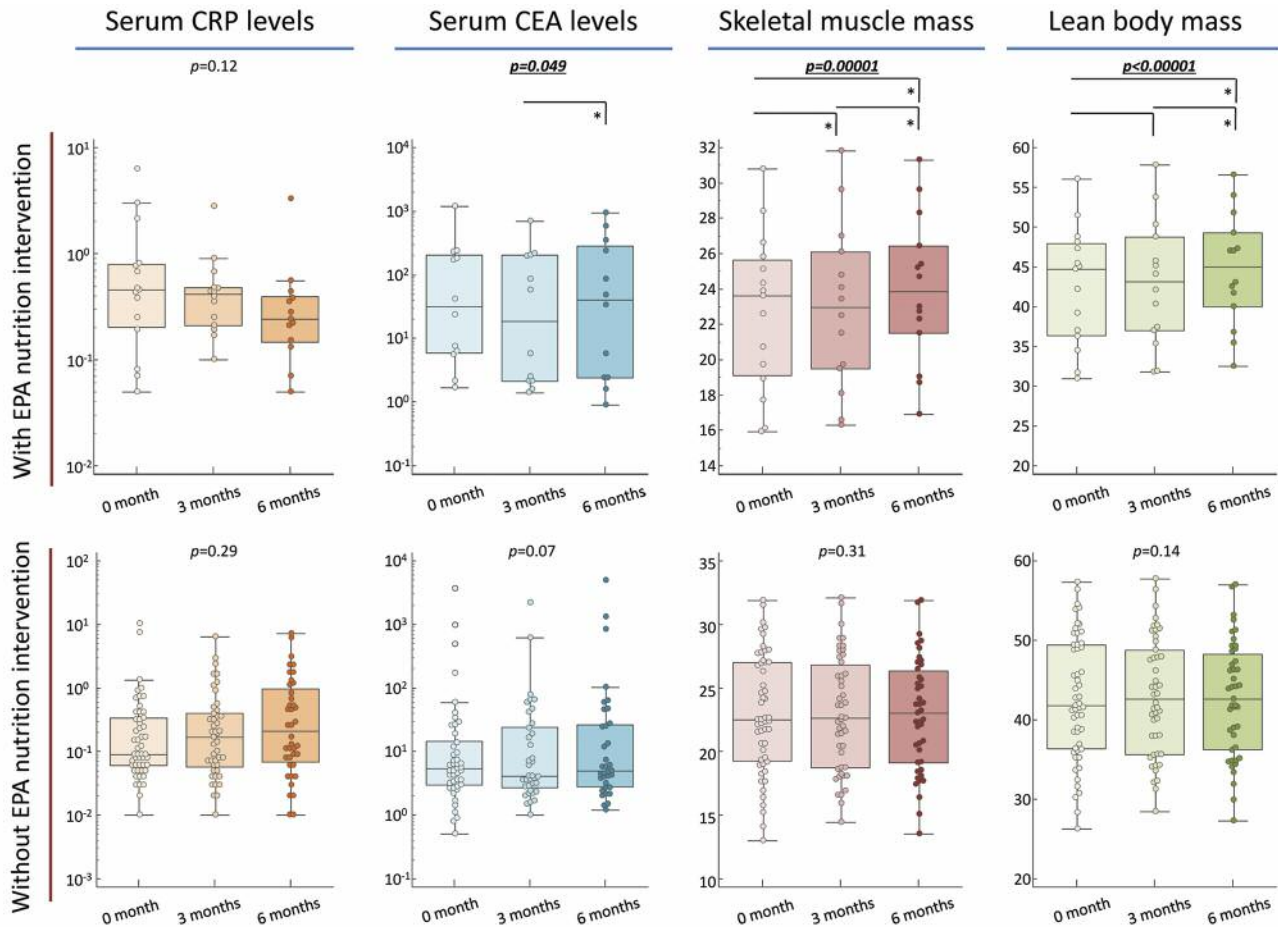 Serum CRP levels
Serum CEA levels
Skeletal muscle mass
Lean body mass
With EPA nutrition intervention
p=0.12
10¹
10⁰
10⁻¹
10⁻²
0 month
3 months
6 months
p=0.049
*
10⁴
10³
10²
10¹
10⁰
10⁻¹
0 month
3 months
6 months
p=0.00001
*
*
*
32
30
28
26
24
22
20
18
16
14
0 month
3 months
6 months
p<0.00001
*
*
60
55
50
45
40
35
30
25
20
0 month
3 months
6 months
Without EPA nutrition intervention
p=0.29
10²
10¹
10⁰
10⁻¹
10⁻²
10⁻³
0 month
3 months
6 months
p=0.07
10⁴
10³
10²
10¹
10⁰
10⁻¹
0 month
3 months
6 months
p=0.31
35
30
25
20
15
10
0 month
3 months
6 months
p=0.14
60
50
40
30
20
0 month
3 months
6 months